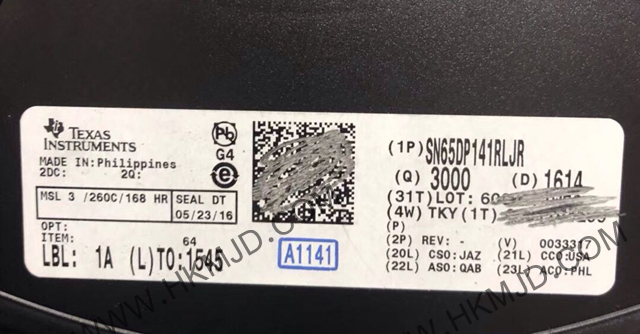 TEXAS
INSTRUMENTS
MADE IN: Philippines
2DC: 2Q:
Pb
G4
e
MSL 3 /260C/168 HR
SEAL DT
05/23/16
OPT:
ITEM: 64
LBL: 1A (L)TO:1545
A1141
(1P) SN65DP141RLJR
(Q) 3000 (D) 1614
(31T) LOT:
(4W) TKY (1T)
(P)
(2P) REV: - (V) 0033317
(20L) CSO:JAZ (21L) CCO:USA
(22L) ASO:QAB (23L) ACO:PHL
WWW.HKMJD.COM